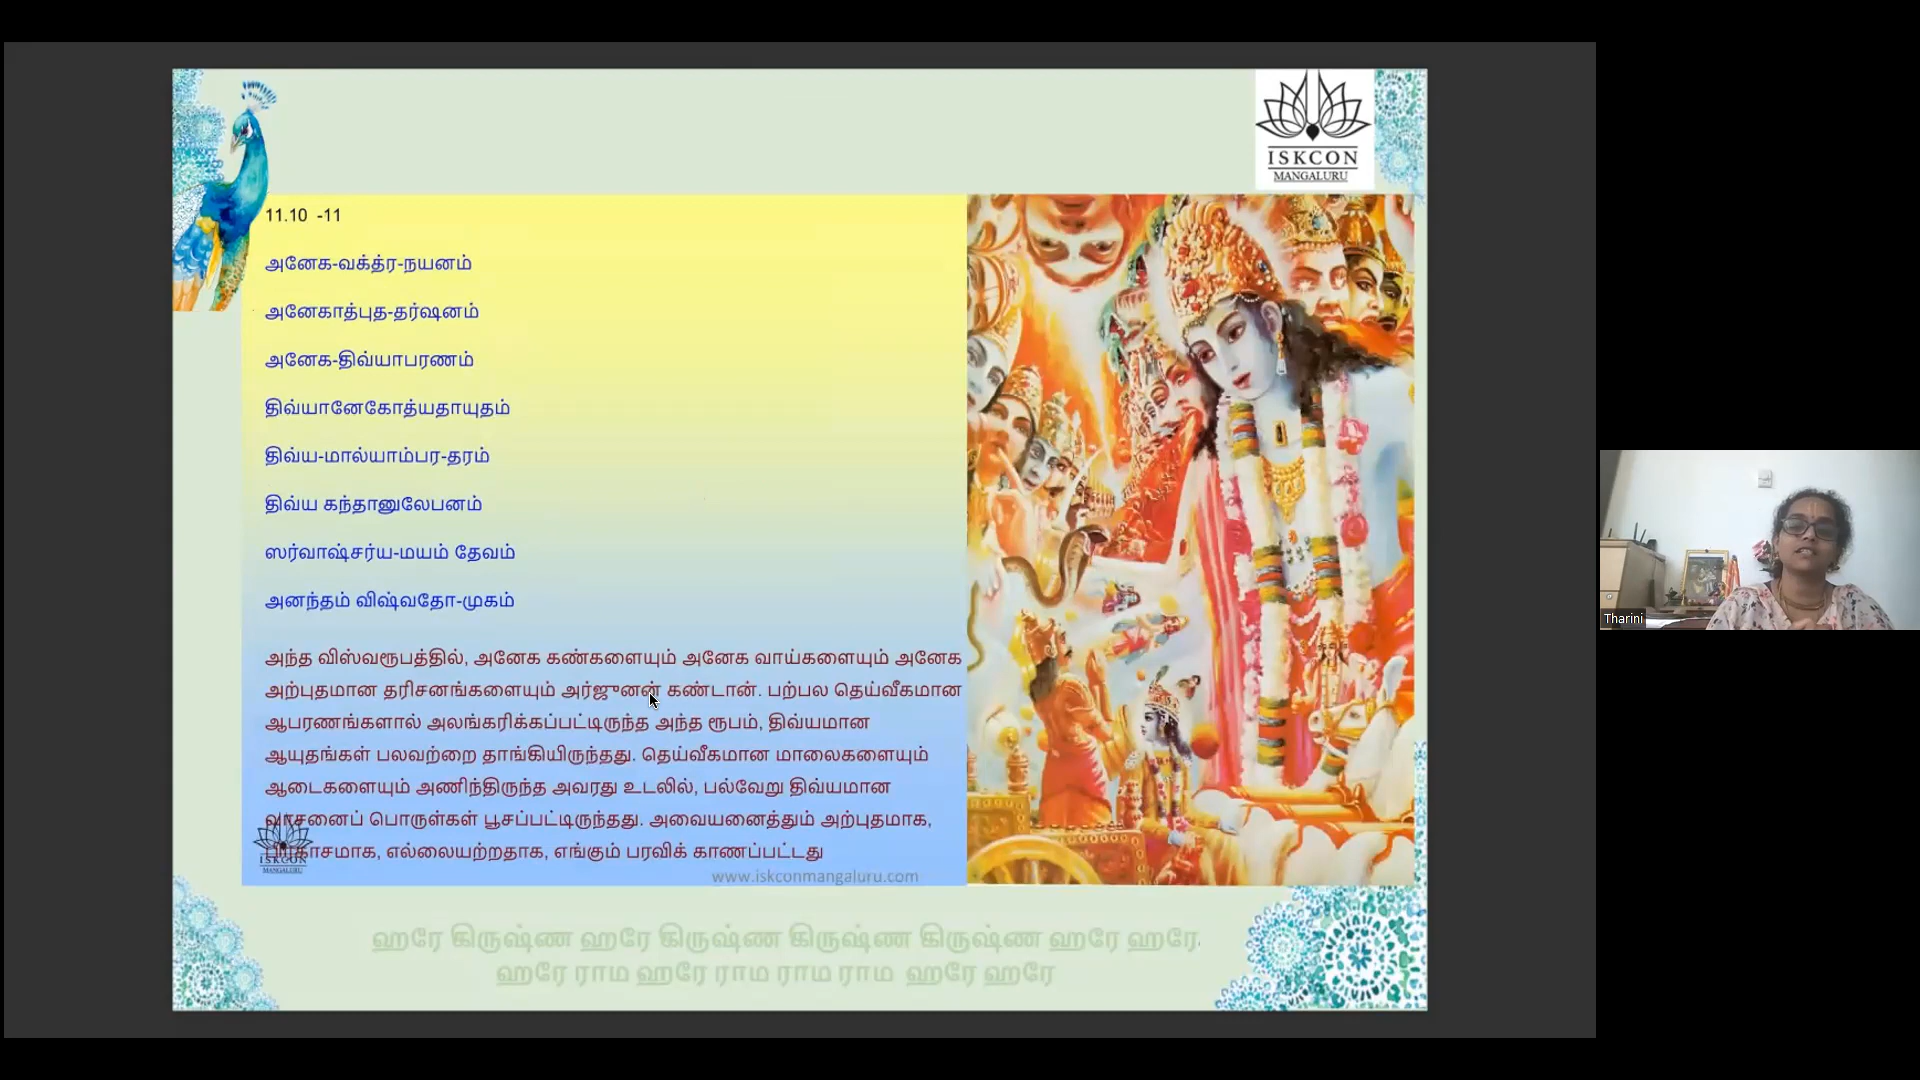 ISKCON
MANGALURU
11.10 -11
அனேக-வக்த்ர-நயனம்
அனேகாத்புத-தர்ஷனம்
அனேக-திவ்யாபரணம்
திவ்யானேகோத்யதாயுதம்
திவ்ய-மால்யாம்பர-தரம்
திவ்ய கந்தானுலேபனம்
ஸர்வாஷ்சர்ய-மயம் தேவம்
அனந்தம் விஷ்வதோ-முகம்
அந்த விஸ்வரூபத்தில், அனேக கண்களையும் அனேக வாய்களையும் அனேக
அற்புதமான தரிசனங்களையும் அர்ஜுனன் கண்டான். பற்பல தெய்வீகமான
ஆபரணங்களால் அலங்கரிக்கப்பட்டிருந்த அந்த ரூபம், திவ்யமான
ஆயுதங்கள் பலவற்றை தாங்கியிருந்தது. தெய்வீகமான மாலைகளையும்
ஆடைகளையும் அணிந்திருந்த அவரது உடலில், பல்வேறு திவ்யமான
வாசனைப் பொருள்கள் பூசப்பட்டிருந்தது. அவையனைத்தும் அற்புதமாக,
எல்லையற்றதாக, எங்கும் பரவிக் காணப்பட்டது
ISKCON
MANGALURU
www.iskconmangaluru.com
ஹரே கிருஷ்ண ஹரே கிருஷ்ண கிருஷ்ண கிருஷ்ண ஹரே ஹரே
ஹரே ராம ஹரே ராம ராம ராம ஹரே ஹரே
Tharini